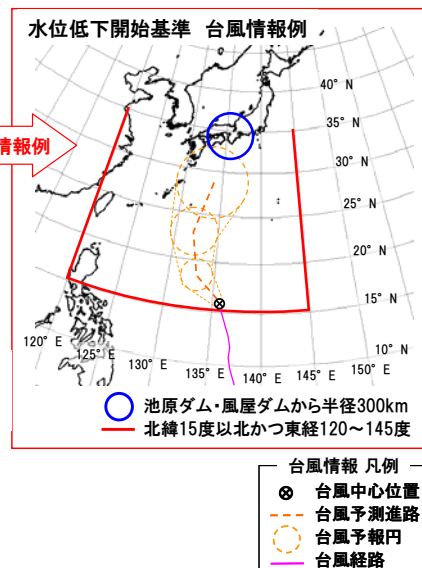 水位低下開始基準 台風情報例
情報例
40° N
35° N
30° N
25° N
20° N
15° N
10° N
120° E
125° E
130° E
135° E
140° E
145° E
150° E
池原ダム・風屋ダムから半径300km
北緯15度以北かつ東経120～145度
台風情報 凡例
台風中心位置
台風予測進路
台風予報円
台風経路